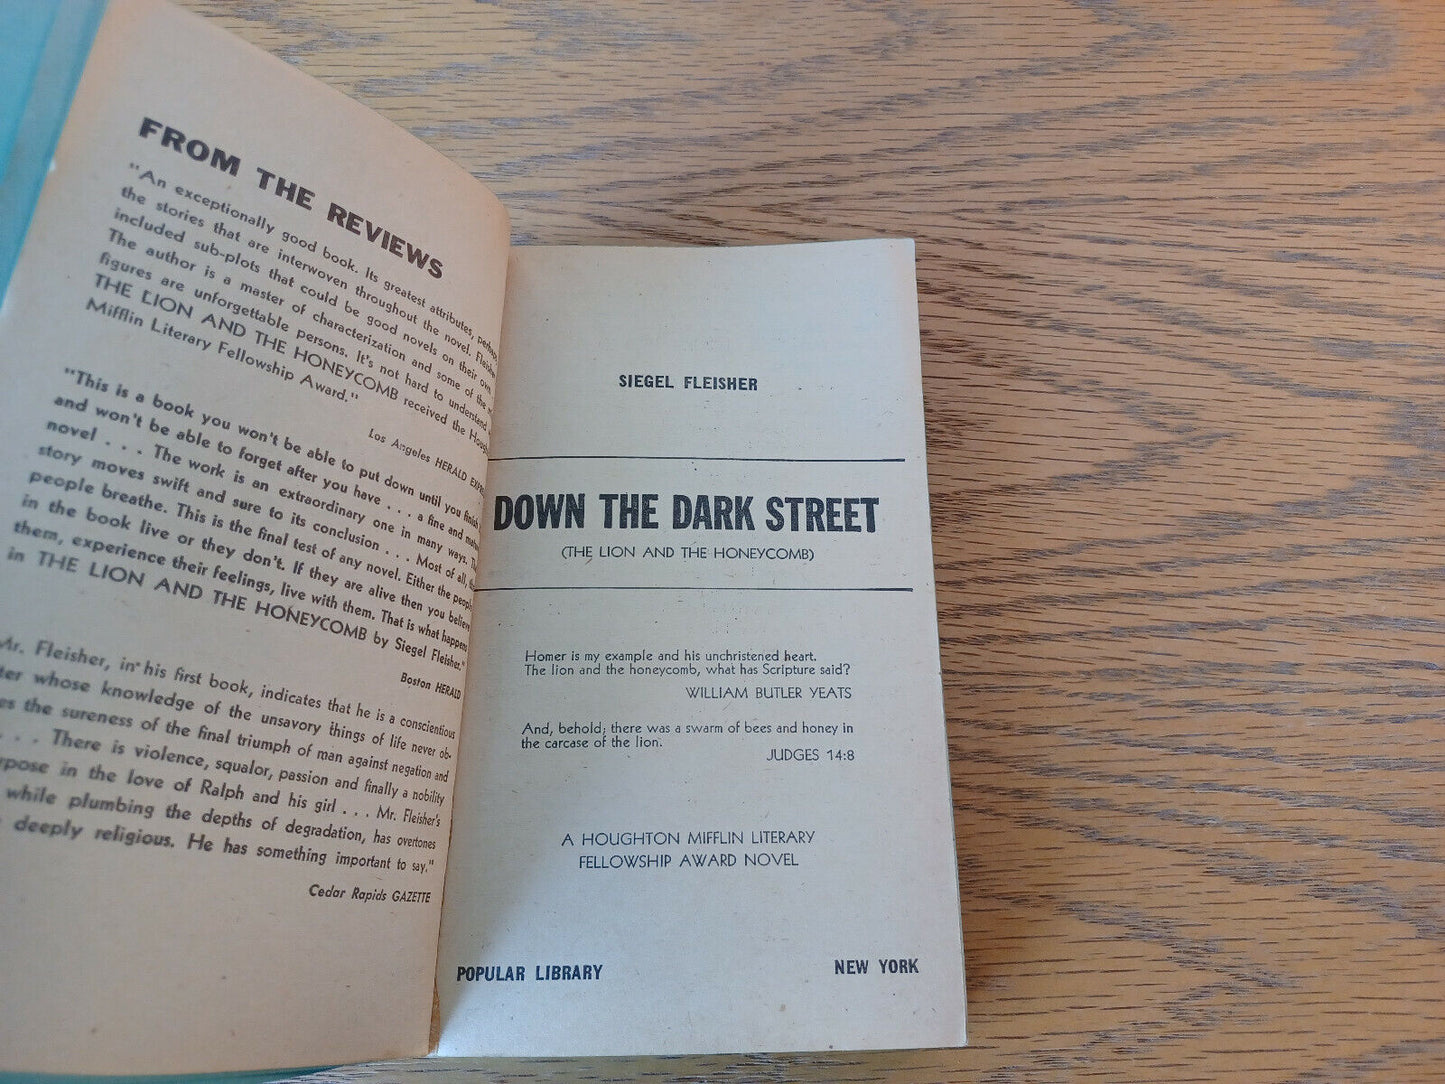 FROM THE REVIEWS
"An exceptionally good book. Its greatest attributes, perhaps,
the stories that are interwoven throughout the novel. Fleisher
included sub-plots that could be good novels on their own
The author is a master of characterization and some of the
figures are unforgettable persons. It's not hard to understand
THE LION AND THE HONEYCOMB received the
Mifflin Literary Fellowship Award."
Los Angeles HERALD
"This is a book you won't be able to put down until you finish
and won't be able to forget after you have . . . a fine and
novel . . . The work is an extraordinary one in many ways.
story moves swift and sure to its conclusion . . . Most of all,
people breathe. This is the final test of any novel. Either the people
in the book live or they don't. If they are alive then you believe
them, experience their feelings, live with them. That is what happens
in THE LION AND THE HONEYCOMB by Siegel Fleisher."
Boston HERALD
Mr. Fleisher, in his first book, indicates that he is a conscientious
whose knowledge of the unsavory things of life never ob-
the sureness of the final triumph of man against negation and
. . . There is violence, squalor, passion and finally a nobility
in the love of Ralph and his girl . . . Mr. Fleisher's
while plumbing the depths of degradation, has overtones
deeply religious. He has something important to say."
Cedar Rapids GAZETTE
SIEGEL FLEISHER
DOWN THE DARK STREET
(THE LION AND THE HONEYCOMB)
Homer is my example and his unchristened heart.
The lion and the honeycomb, what has Scripture said?
WILLIAM BUTLER YEATS
And, behold; there was a swarm of bees and honey in
the carcase of the lion.
JUDGES 14:8
A HOUGHTON MIFFLIN LITERARY
FELLOWSHIP AWARD NOVEL
POPULAR LIBRARY
NEW YORK